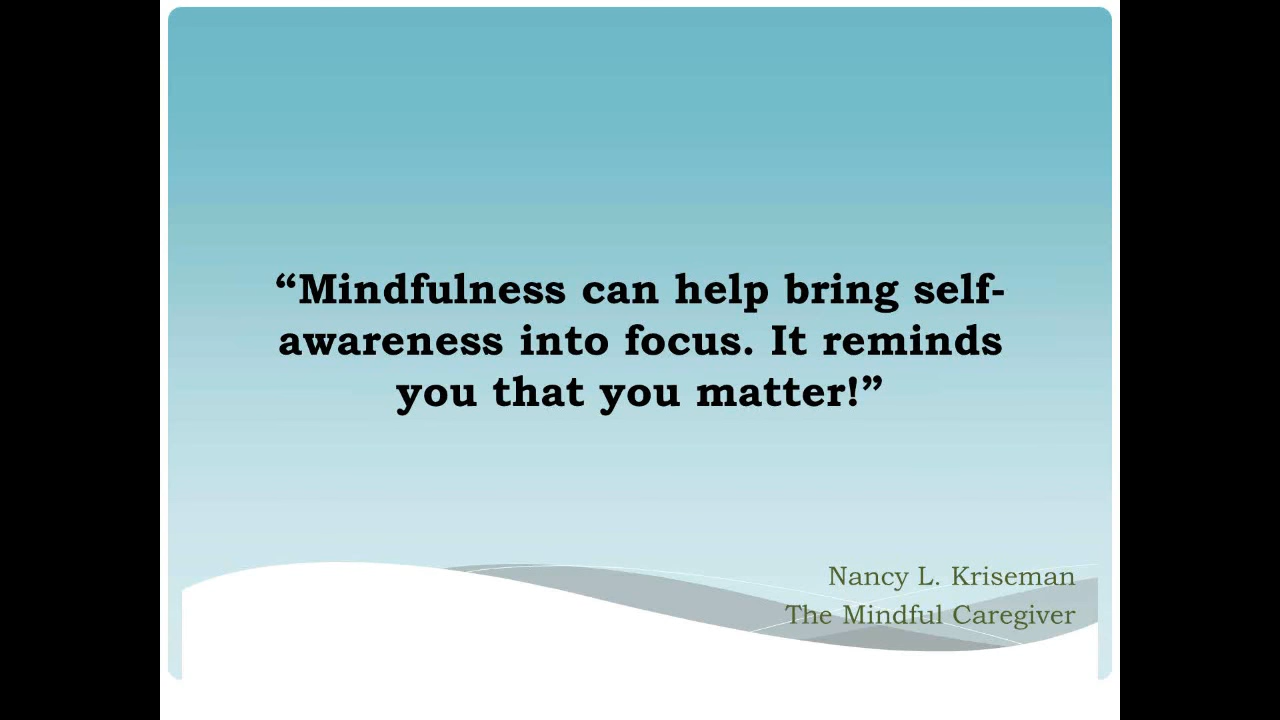 “Mindfulness can help bring self-
awareness into focus. It reminds
you that you matter!”
Nancy L. Kriseman
The Mindful Caregiver